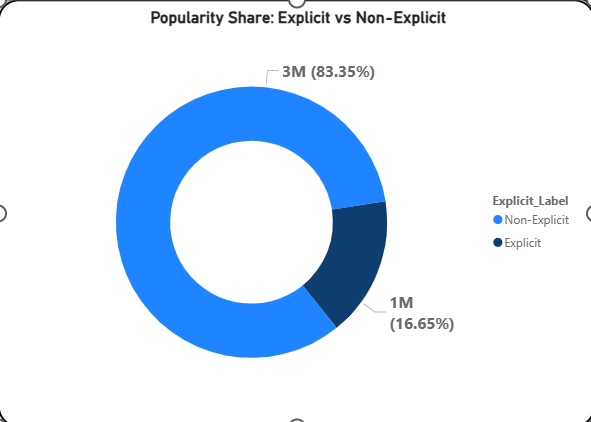 Popularity Share: Explicit vs Non-Explicit
3M (83.35%)
Explicit_Label
Non-Explicit
Explicit
1M
(16.65%)